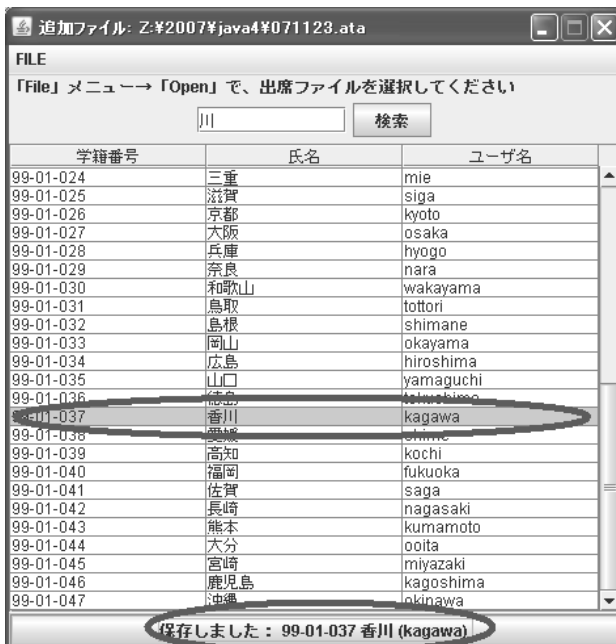 追加ファイル: Z:¥2007¥java4¥071123.ata
FILE
「File」メニュー→「Open」で、出席ファイルを選択してください
川 検索
学籍番号 氏名 ユーザ名
99-01-024 三重 mie
99-01-025 滋賀 siga
99-01-026 京都 kyoto
99-01-027 大阪 osaka
99-01-028 兵庫 hyogo
99-01-029 奈良 nara
99-01-030 和歌山 wakayama
99-01-031 鳥取 tottori
99-01-032 島根 shimane
99-01-033 岡山 okayama
99-01-034 広島 hiroshima
99-01-035 山口 yamaguchi
99-01-036 徳島 tokushima
99-01-037 香川 kagawa
99-01-038 愛媛 ehime
99-01-039 高知 kochi
99-01-040 福岡 fukuoka
99-01-041 佐賀 saga
99-01-042 長崎 nagasaki
99-01-043 熊本 kumamoto
99-01-044 大分 ooita
99-01-045 宮崎 miyazaki
99-01-046 鹿児島 kagoshima
99-01-047 沖縄 okinawa
保存しました： 99-01-037 香川 (kagawa)